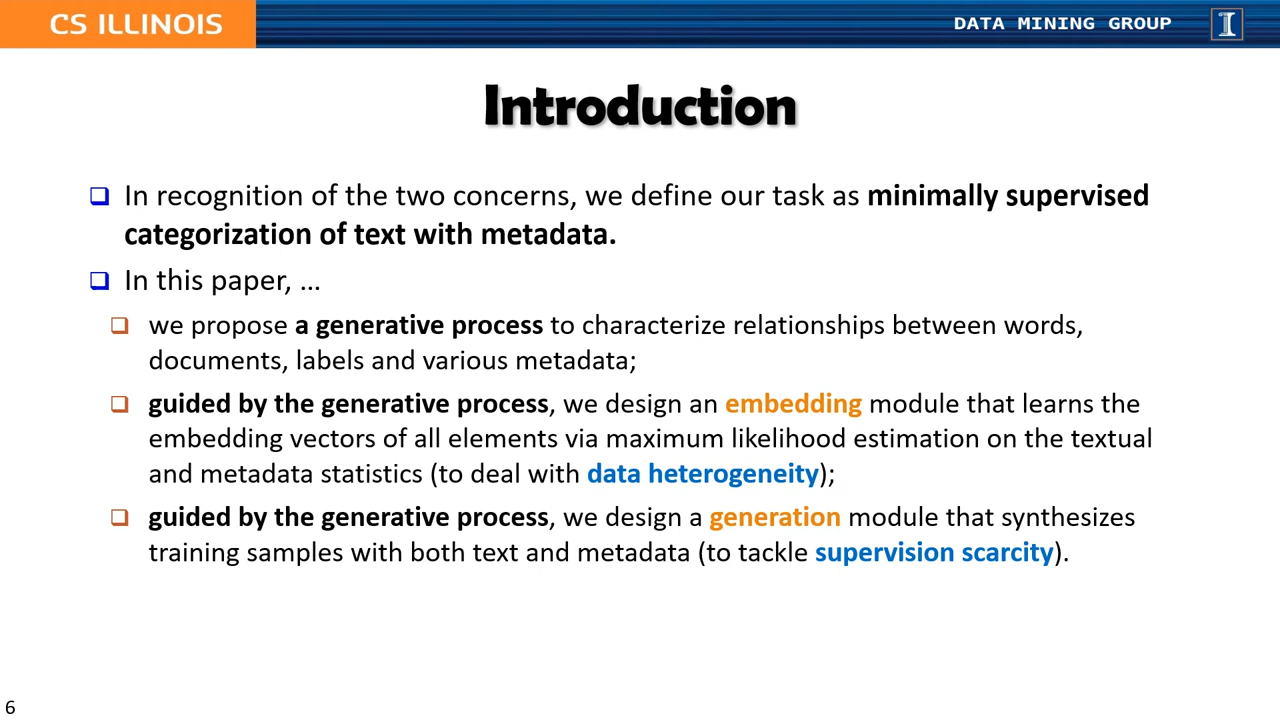 CS ILLINOIS
DATA MINING GROUP
I
Introduction
In recognition of the two concerns, we define our task as minimally supervised
categorization of text with metadata.
In this paper, …
we propose a generative process to characterize relationships between words,
documents, labels and various metadata;
guided by the generative process, we design an embedding module that learns the
embedding vectors of all elements via maximum likelihood estimation on the textual
and metadata statistics (to deal with data heterogeneity);
guided by the generative process, we design a generation module that synthesizes
training samples with both text and metadata (to tackle supervision scarcity).
6